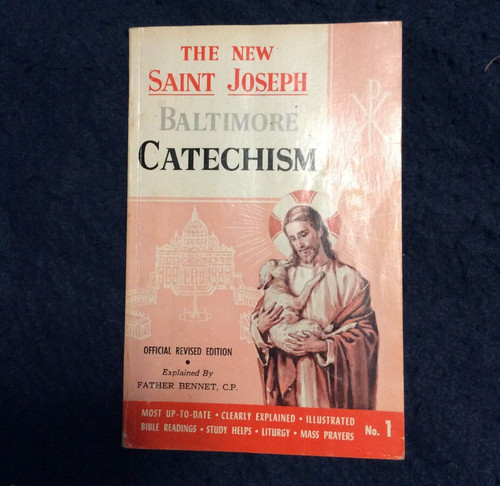 THE NEW
SAINT JOSEPH
BALTIMORE
CATECHISM
OFFICIAL REVISED EDITION
•
Explained By
FATHER BENNET, C.P.
MOST UP-TO-DATE • CLEARLY EXPLAINED • ILLUSTRATED
BIBLE READINGS • STUDY HELPS • LITURGY • MASS PRAYERS No. 1